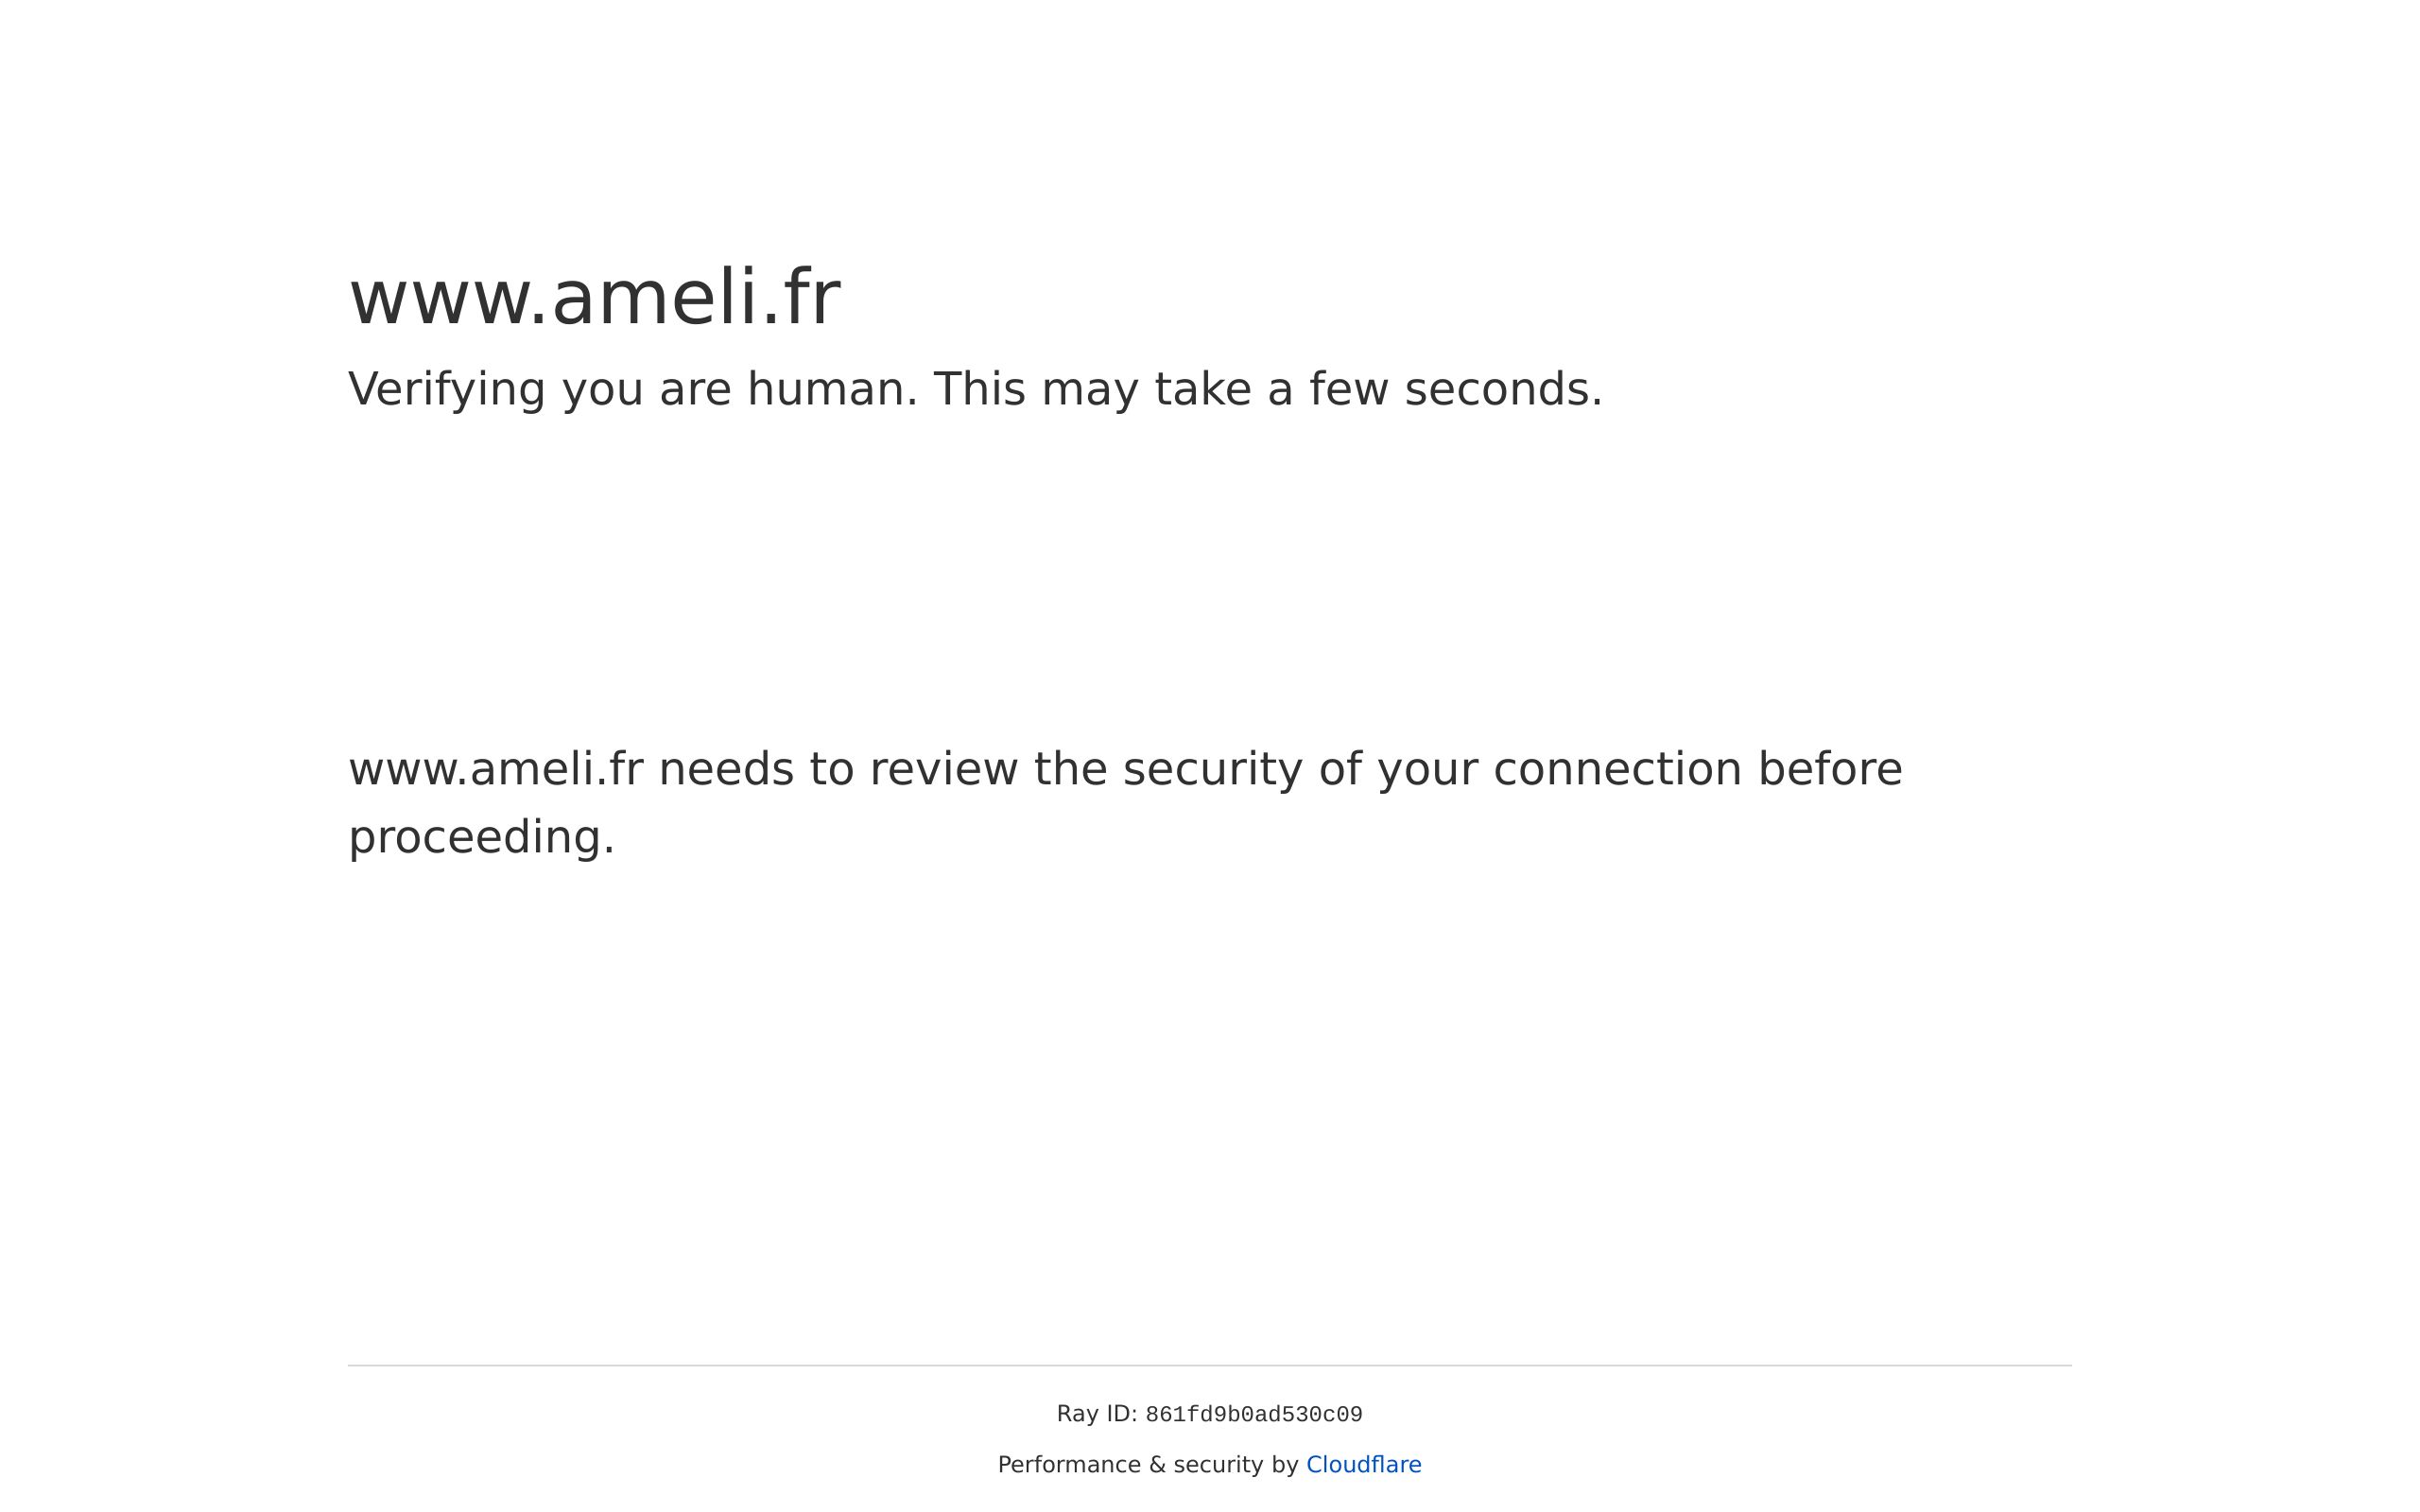 www.ameli.fr
Verifying you are human. This may take a few seconds.
www.ameli.fr needs to review the security of your connection before
proceeding.
Ray ID: 861fd9b0ad530c09
Performance & security by Cloudflare